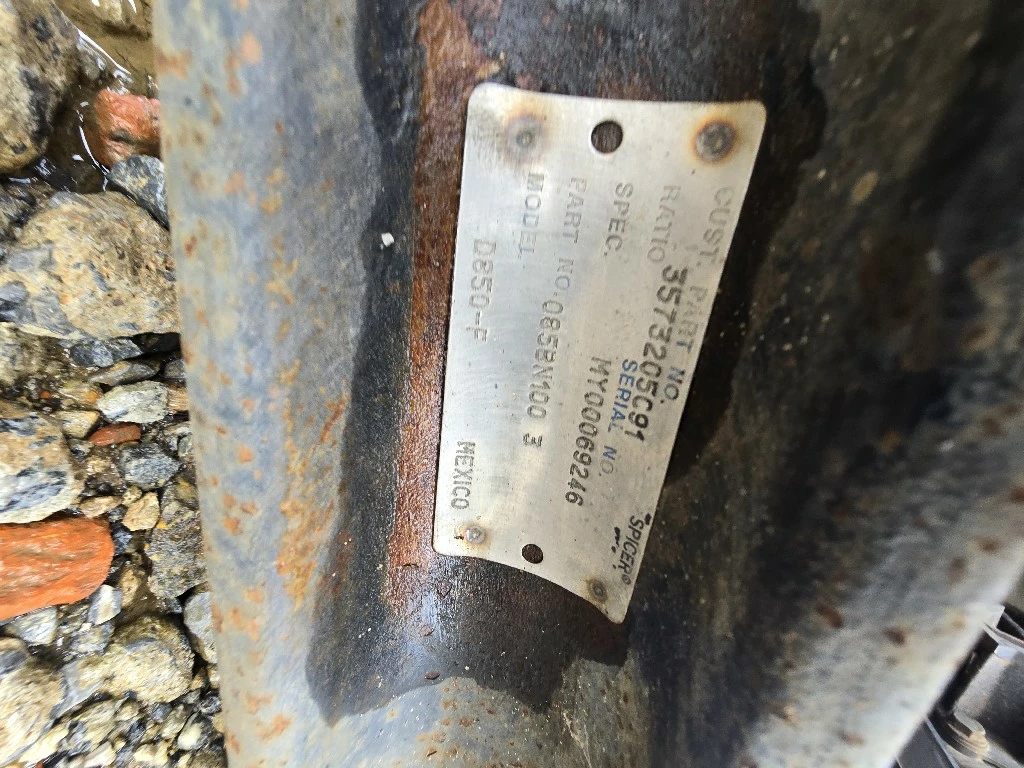 CUST. PART NO. SPICER®
3573205C91
RATIO SERIAL NO.
SPEC. MY00069246
PART NO. 085BN100 3
MODEL D850-F MEXICO